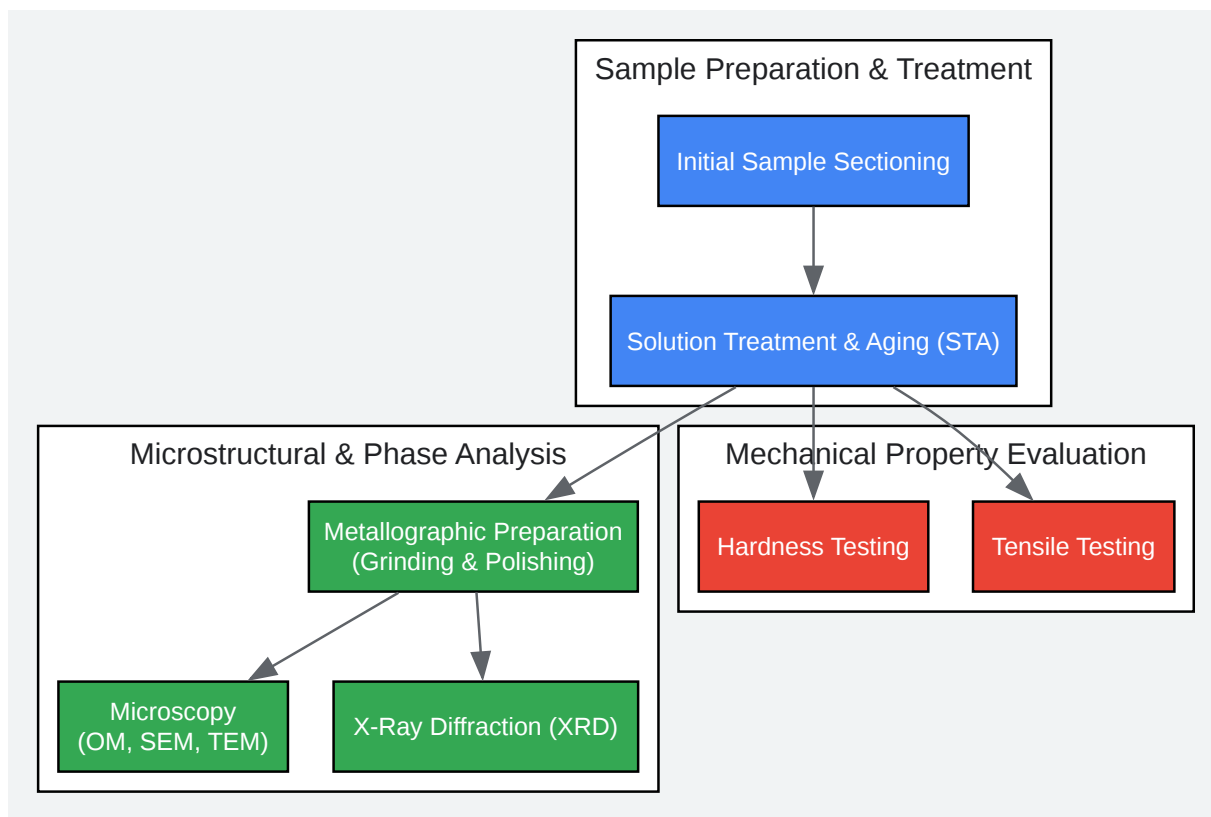 Sample Preparation & Treatment
Initial Sample Sectioning
Solution Treatment & Aging (STA)
Microstructural & Phase Analysis
Metallographic Preparation
(Grinding & Polishing)
Microscopy
(OM, SEM, TEM)
X-Ray Diffraction (XRD)
Mechanical Property Evaluation
Hardness Testing
Tensile Testing